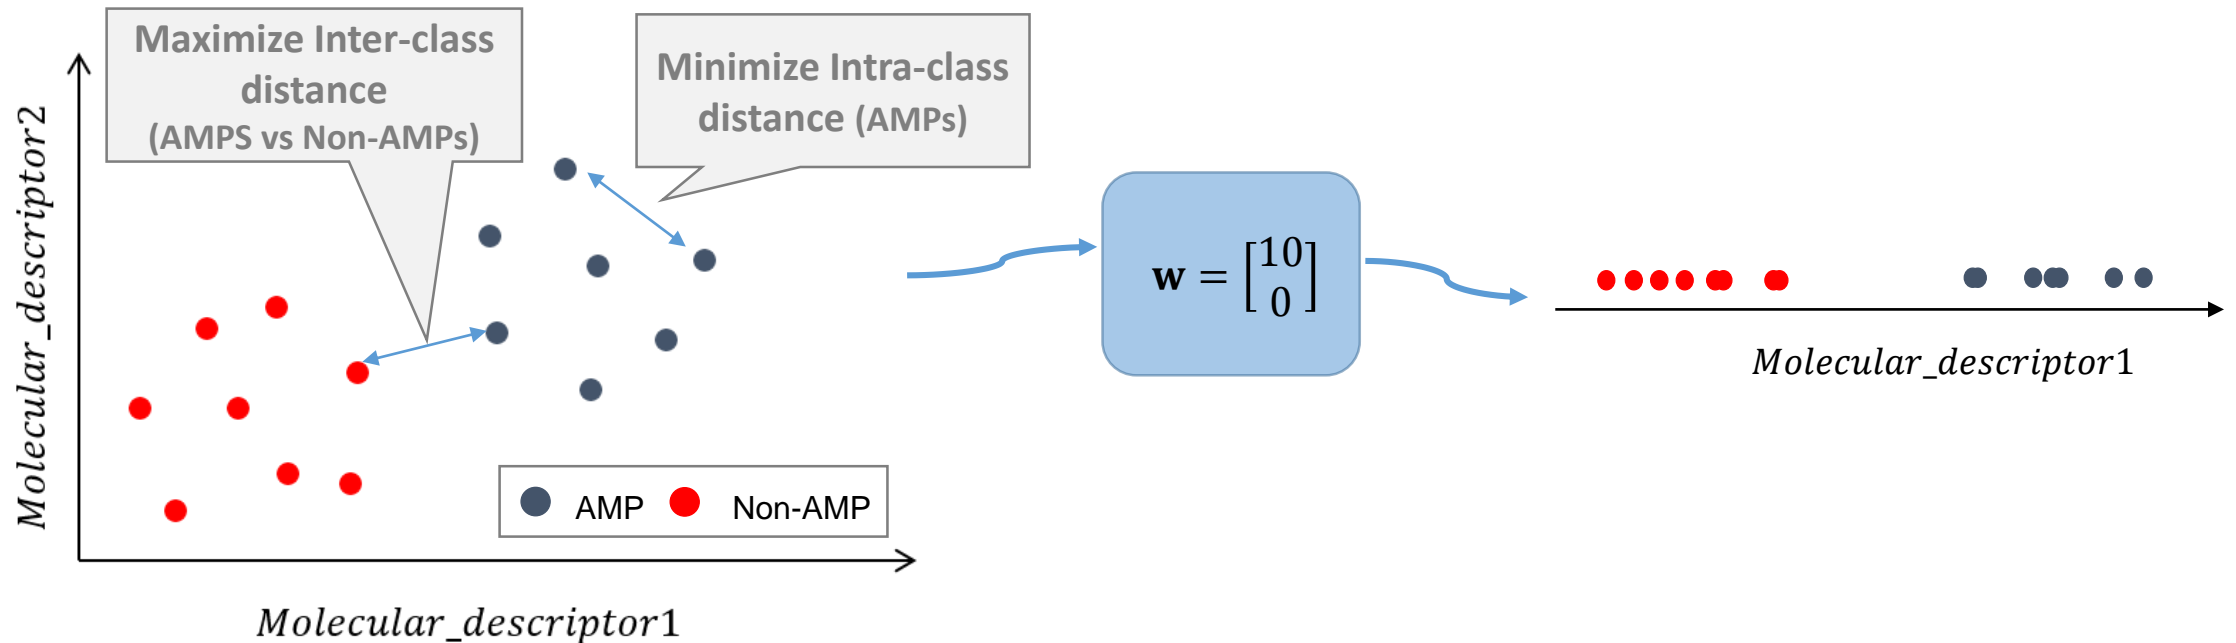 Maximize Inter-class
distance
(AMPS vs Non-AMPs)
Minimize Intra-class
distance (AMPs)
Molecular_descriptor2
AMP Non-AMP
Molecular_descriptor1
w = [10
0]
Molecular_descriptor1